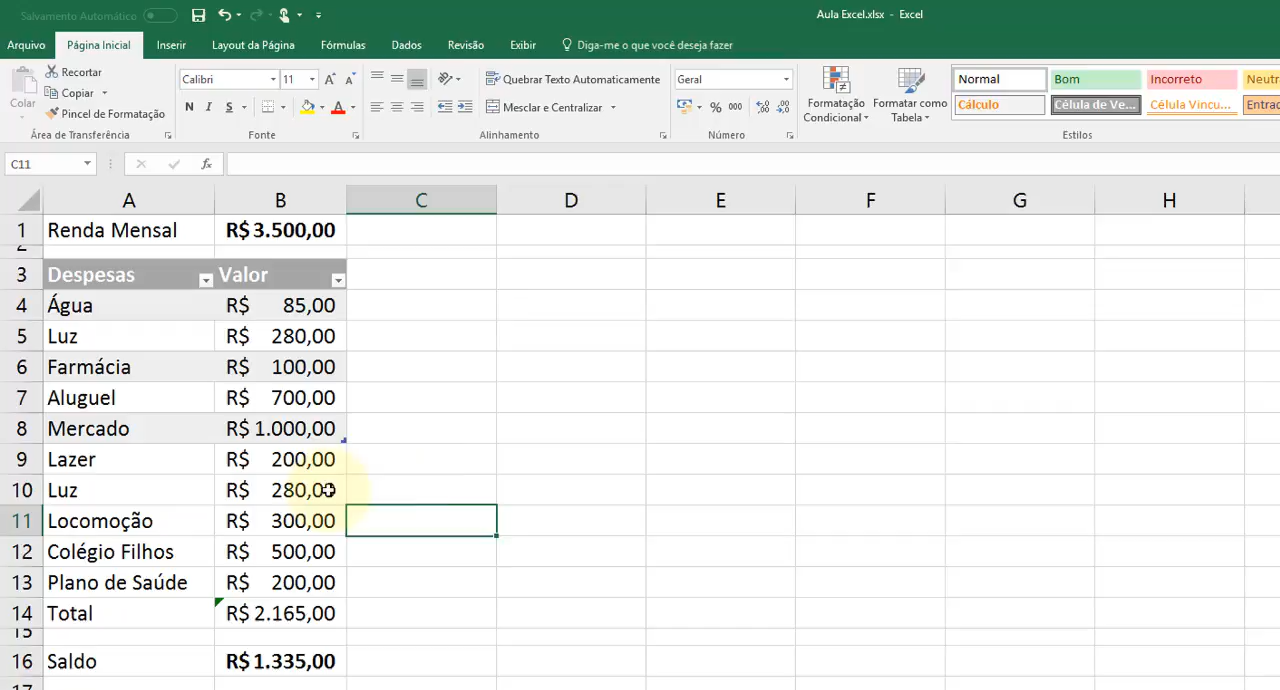 Salvamento Automático
Aula Excel.xlsx - Excel
Arquivo Página Inicial Inserir Layout da Página Fórmulas Dados Revisão Exibir Diga-me o que você deseja fazer
Colar
Recortar
Copiar
Pincel de Formatação
Área de Transferência
Calibri 11
N I S
Fonte
Quebrar Texto Automaticamente
Mesclar e Centralizar
Alinhamento
Geral
% 000
Número
Formatação Condicional
Formatar como Tabela
Normal Bom Incorreto Neutr
Cálculo Célula de Ve... Célula Vincu... Entrad
Estilos
C11 fx
A B C D E F G H
1 Renda Mensal R$ 3.500,00
2
3 Despesas Valor
4 Água R$ 85,00
5 Luz R$ 280,00
6 Farmácia R$ 100,00
7 Aluguel R$ 700,00
8 Mercado R$ 1.000,00
9 Lazer R$ 200,00
10 Luz R$ 280,00
11 Locomoção R$ 300,00
12 Colégio Filhos R$ 500,00
13 Plano de Saúde R$ 200,00
14 Total R$ 2.165,00
15
16 Saldo R$ 1.335,00
17